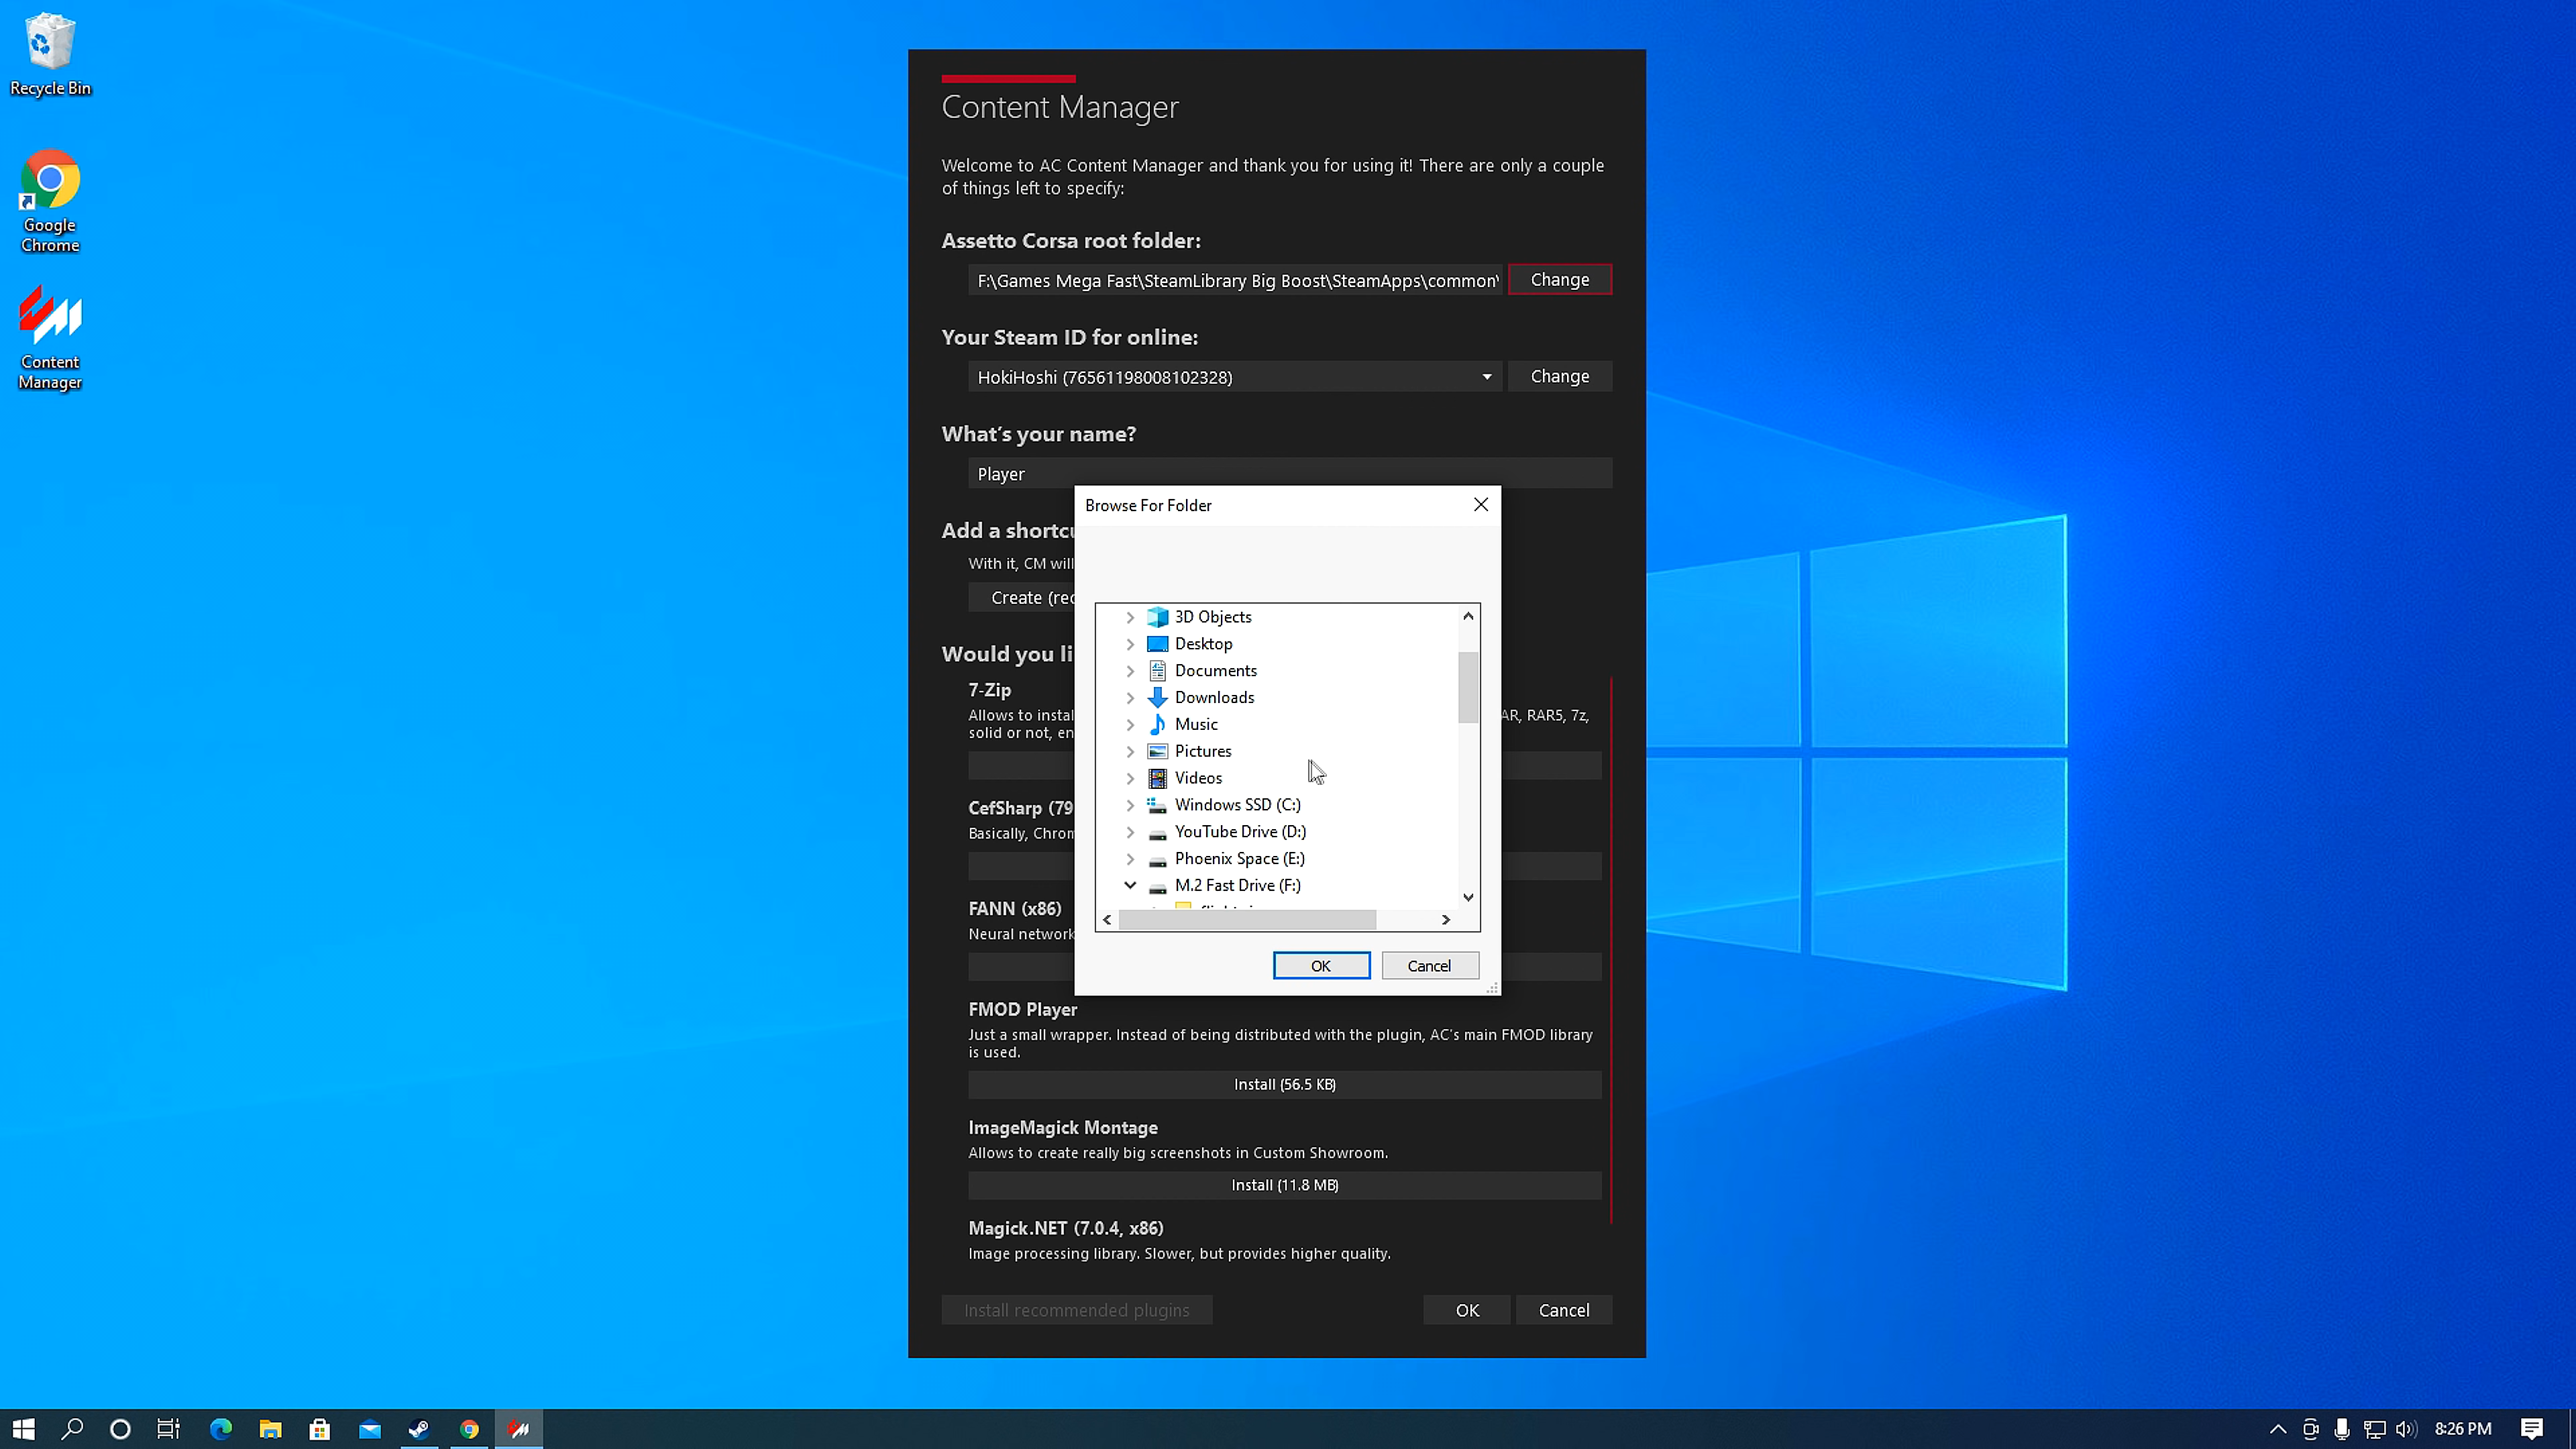 Recycle Bin
Google
Chrome
Content
Manager
Content Manager
Welcome to AC Content Manager and thank you for using it! There are only a couple
of things left to specify:
Assetto Corsa root folder:
F:\Games Mega Fast\SteamLibrary Big Boost\SteamApps\common\
Change
Your Steam ID for online:
HokiHoshi (76561198008102328)
Change
What's your name?
Player
Add a shortcu
With it, CM will
Create (rec
Would you li
7-Zip
Allows to instal
AR, RAR5, 7z,
solid or not, en
CefSharp (79
Basically, Chrom
FANN (x86)
Neural network
Browse For Folder
3D Objects
Desktop
Documents
Downloads
Music
Pictures
Videos
Windows SSD (C:)
YouTube Drive (D:)
Phoenix Space (E:)
M.2 Fast Drive (F:)
OK
Cancel
FMOD Player
Just a small wrapper. Instead of being distributed with the plugin, AC's main FMOD library
is used.
Install (56.5 KB)
ImageMagick Montage
Allows to create really big screenshots in Custom Showroom.
Install (11.8 MB)
Magick.NET (7.0.4, x86)
Image processing library. Slower, but provides higher quality.
Install recommended plugins
OK
Cancel
8:26 PM